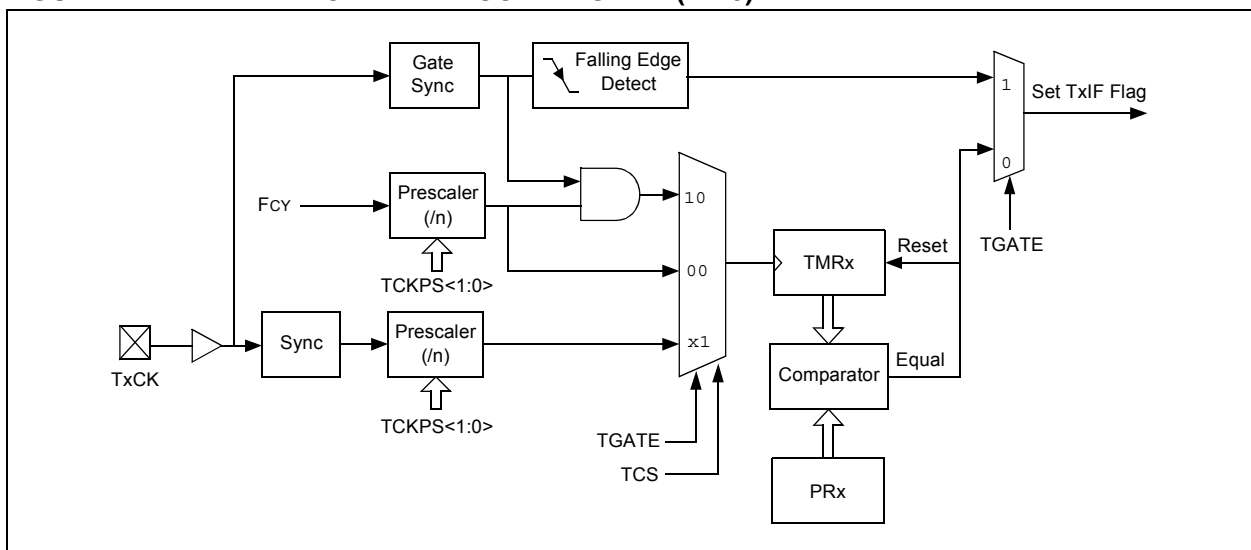 Gate
Sync
Falling Edge
Detect
1
Set TxIF Flag
0
TGATE
FCY
Prescaler
(/n)
TCKPS<1:0>
10
00
x1
TMRx
Reset
TxCK
Sync
Prescaler
(/n)
TCKPS<1:0>
Comparator
Equal
TGATE
TCS
PRx